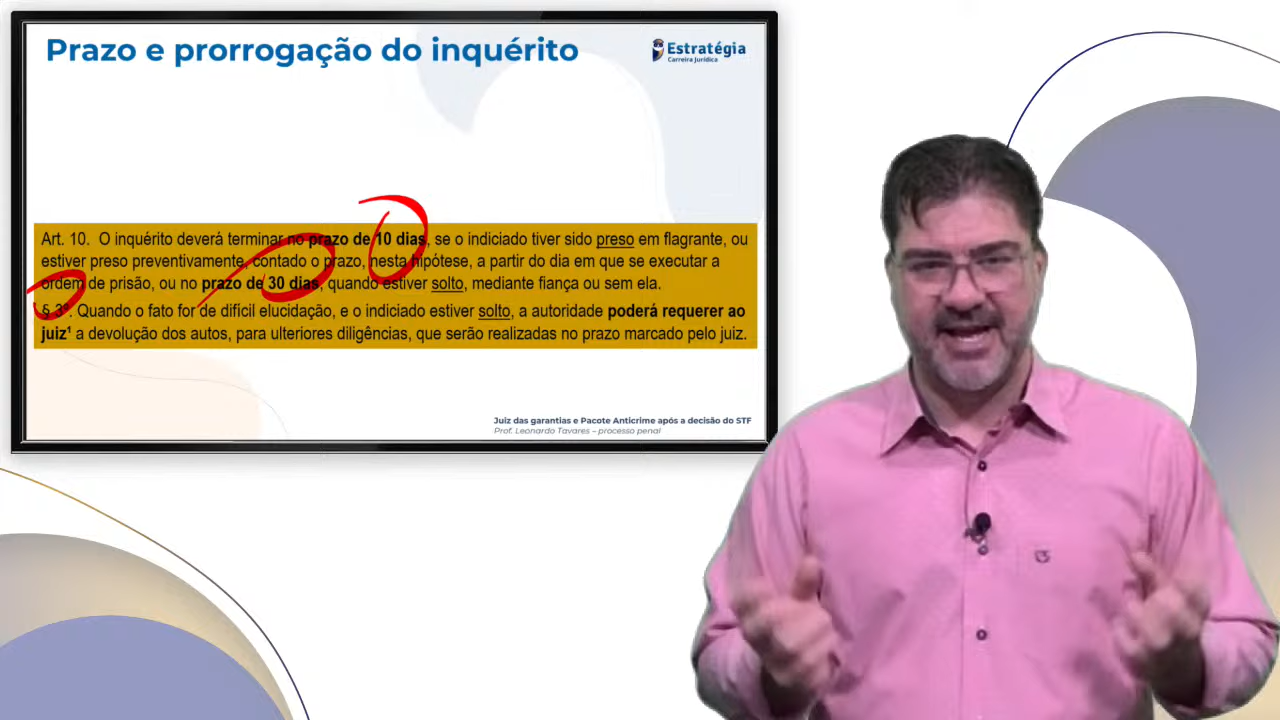 Prazo e prorrogação do inquérito
Estratégia
Carreira Jurídica
Art. 10. O inquérito deverá terminar no prazo de 10 dias, se o indiciado tiver sido preso em flagrante, ou
estiver preso preventivamente, contado o prazo, nesta hipótese, a partir do dia em que se executar a
ordem de prisão, ou no prazo de 30 dias, quando estiver solto, mediante fiança ou sem ela.
§ 3º. Quando o fato for de difícil elucidação, e o indiciado estiver solto, a autoridade poderá requerer ao
juiz¹ a devolução dos autos, para ulteriores diligências, que serão realizadas no prazo marcado pelo juiz.
Juiz das garantias e Pacote Anticrime após a decisão do STF
Prof. Leonardo Tavares – processo penal